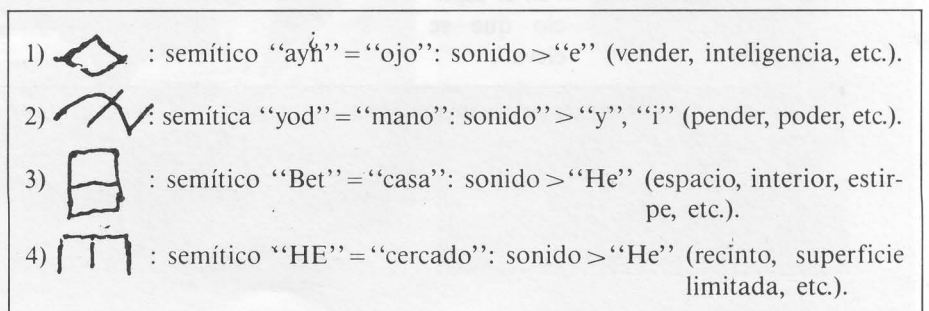 1) : semítico “ayn”=“ojo”: sonido>“e” (vender, inteligencia, etc.).
2) : semítica “yod”=“mano”: sonido”>“y”, “i” (pender, poder, etc.).
3) : semítico “Bet”=“casa”: sonido>“He” (espacio, interior, estir-
pe, etc.).
4) : semítico “HE”=“cercado”: sonido>“He” (recinto, superficie
limitada, etc.).